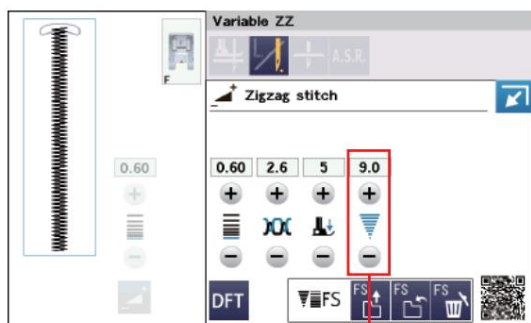 Variable ZZ
A.S.R.
F
Zigzag stitch
0.60
0.60 2.6 5 9.0
DFT
FS FS FS FS